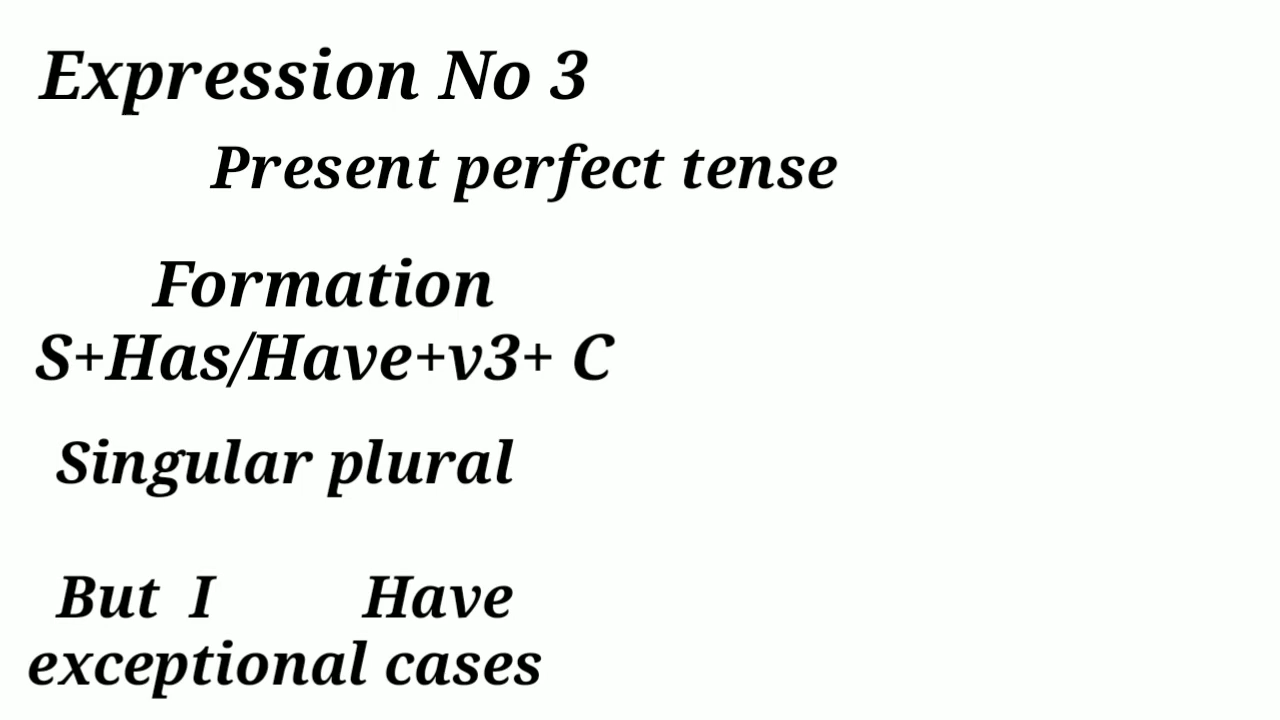 Expression No 3
Present perfect tense
Formation
S+Has/Have+v3+ C
Singular plural
But I Have
exceptional cases